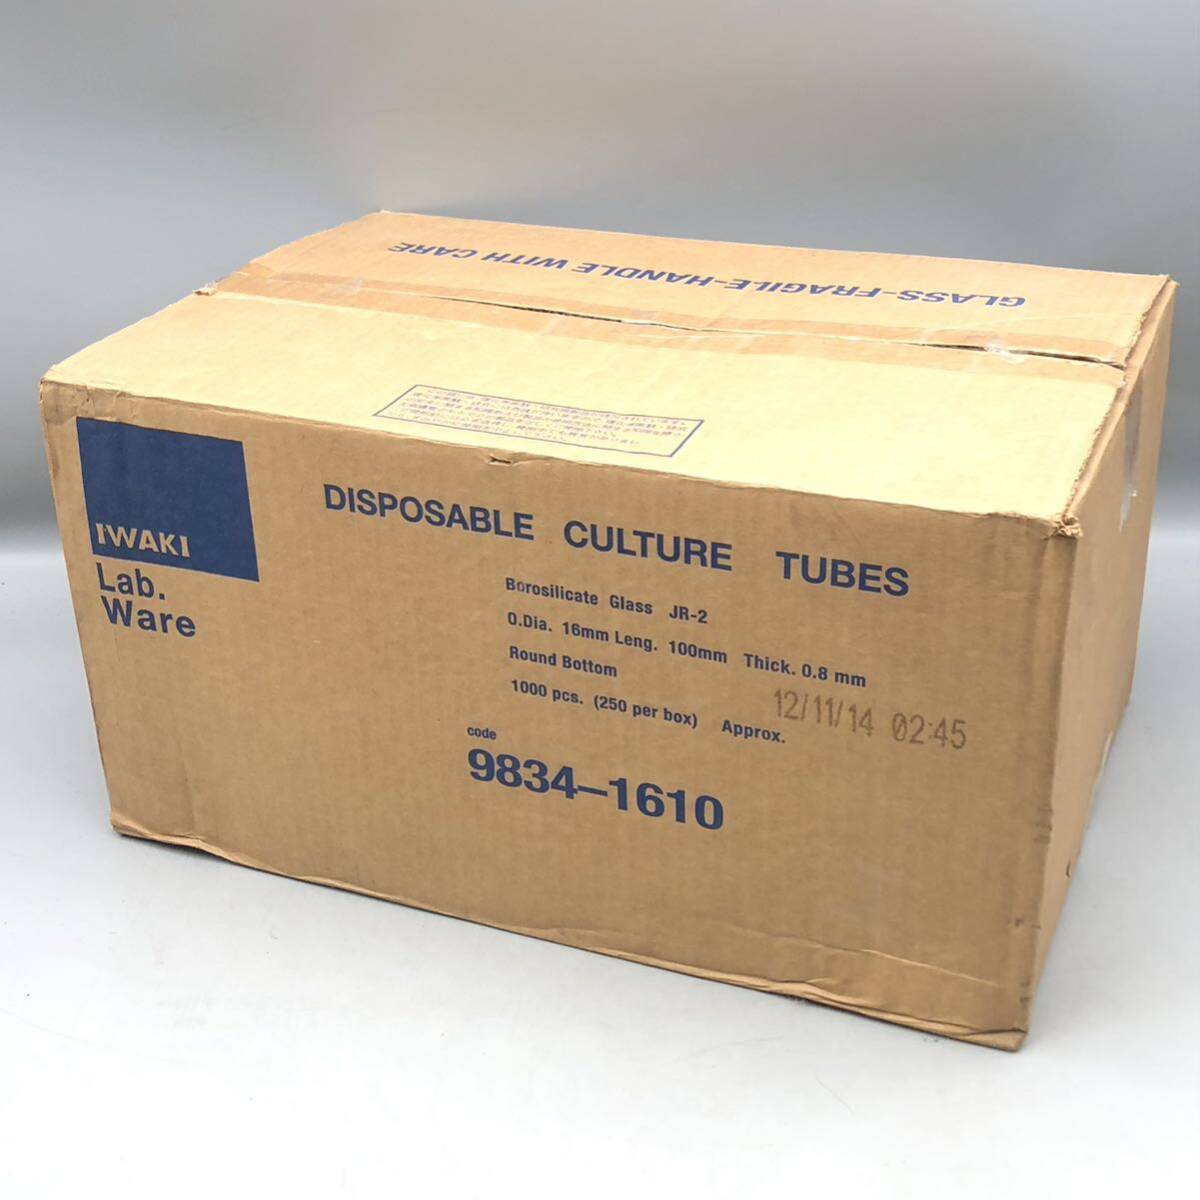 GLASS-FRAGILE-HANDLE WITH CARE
IWAKI
Lab.
Ware
DISPOSABLE CULTURE TUBES
Borosilicate Glass JR-2
O.Dia. 16mm Leng. 100mm Thick. 0.8 mm
Round Bottom
1000 pcs. (250 per box) Approx.
12/11/14 02:45
code
9834-1610